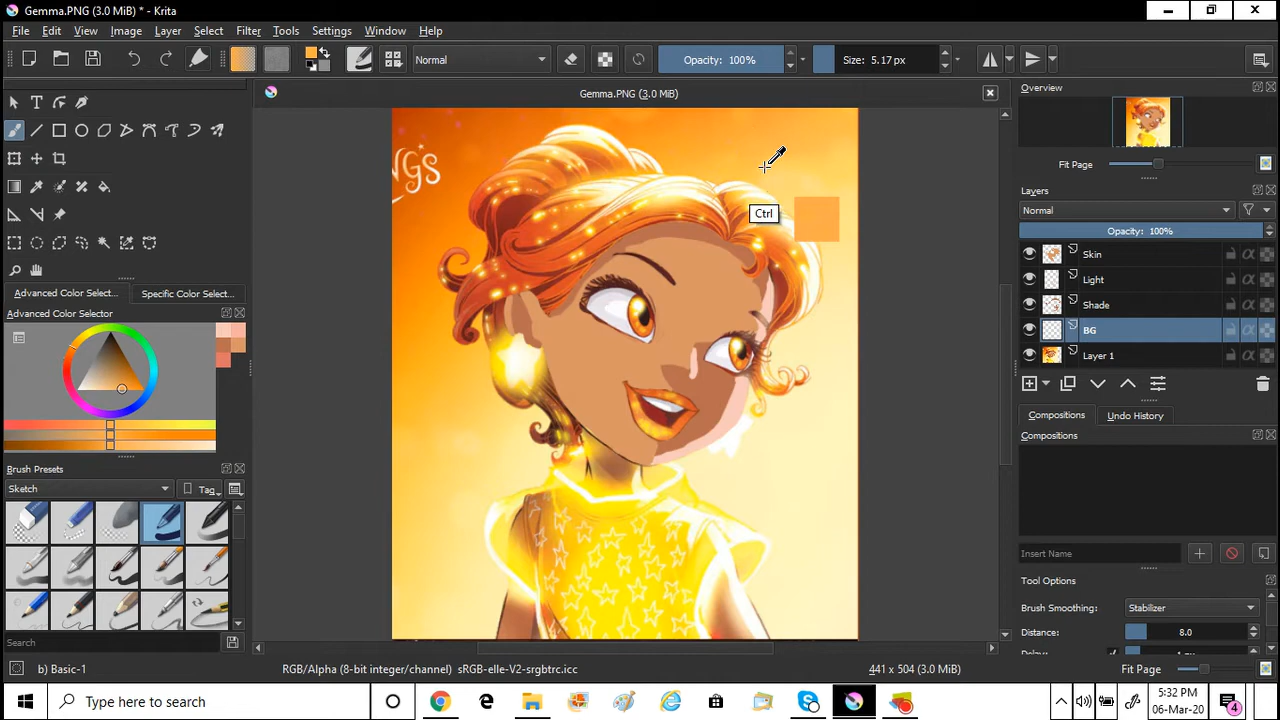 Gemma.PNG (3.0 MiB) * - Krita
File Edit View Image Layer Select Filter Tools Settings Window Help
Normal
Opacity: 100%
Size: 5.17 px
Gemma.PNG (3.0 MiB)
Overview
Fit Page
Layers
Normal
Opacity: 100%
Skin
Light
Shade
BG
Layer 1
NGS
Ctrl
Advanced Color Select...
Specific Color Select...
Advanced Color Selector
Compositions
Undo History
Compositions
Brush Presets
Sketch
Tag
Insert Name
Tool Options
Brush Smoothing:
Stabilizer
Distance:
8.0
Search
b) Basic-1
RGB/Alpha (8-bit integer/channel) sRGB-elle-V2-srgbtrc.icc
441 x 504 (3.0 MiB)
Fit Page
Type here to search
5:32 PM
06-Mar-20
4